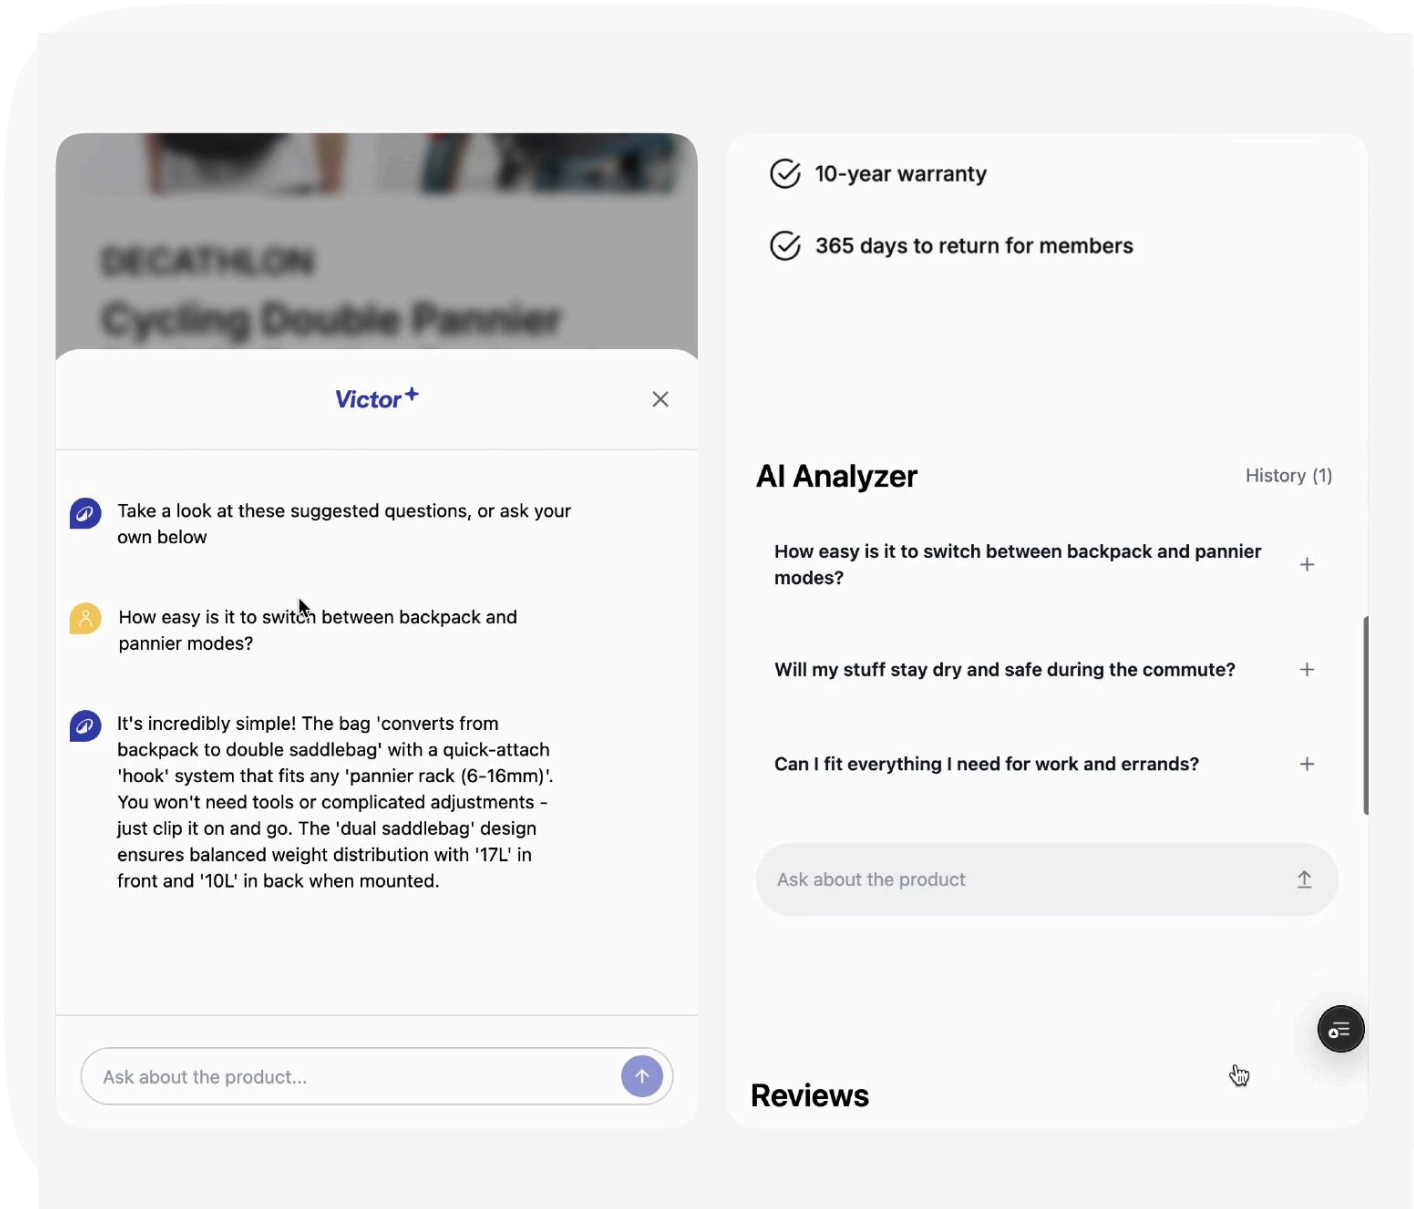 DECATHLON
Cycling Double Pannier
Victor
Take a look at these suggested questions, or ask your
own below
How easy is it to switch between backpack and
pannier modes?
It's incredibly simple! The bag 'converts from
backpack to double saddlebag' with a quick-attach
'hook' system that fits any 'pannier rack (6-16mm)'.
You won't need tools or complicated adjustments -
just clip it on and go. The 'dual saddlebag' design
ensures balanced weight distribution with '17L' in
front and '10L' in back when mounted.
Ask about the product...
10-year warranty
365 days to return for members
AI Analyzer
History (1)
How easy is it to switch between backpack and pannier
modes?
Will my stuff stay dry and safe during the commute?
Can I fit everything I need for work and errands?
Ask about the product
Reviews